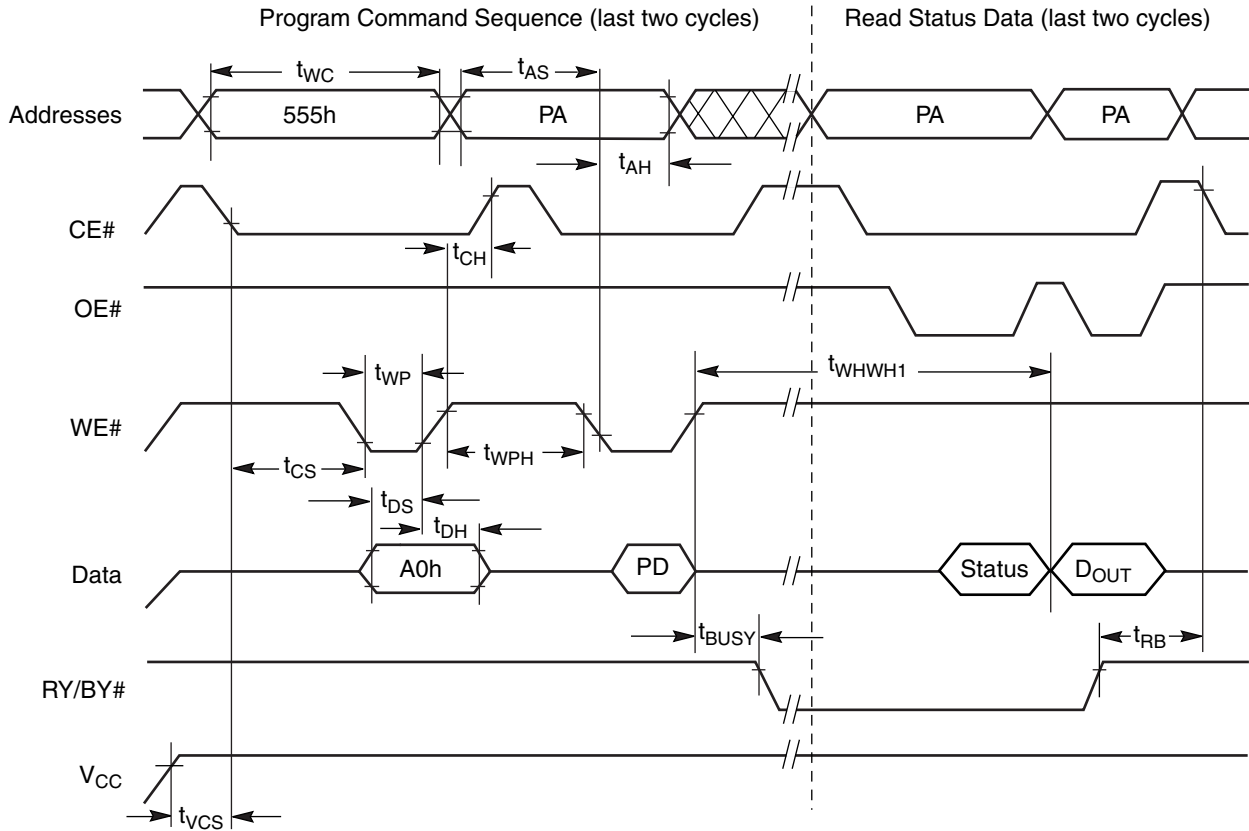 Program Command Sequence (last two cycles)
Read Status Data (last two cycles)
tWC
tAS
Addresses
555h
PA
PA
PA
tAH
CE#
tCH
OE#
tWP
tWHWH1
WE#
tCS
tWPH
tDS
tDH
Data
A0h
PD
Status
DOUT
tBUSY
tRB
RY/BY#
VCC
tVCS